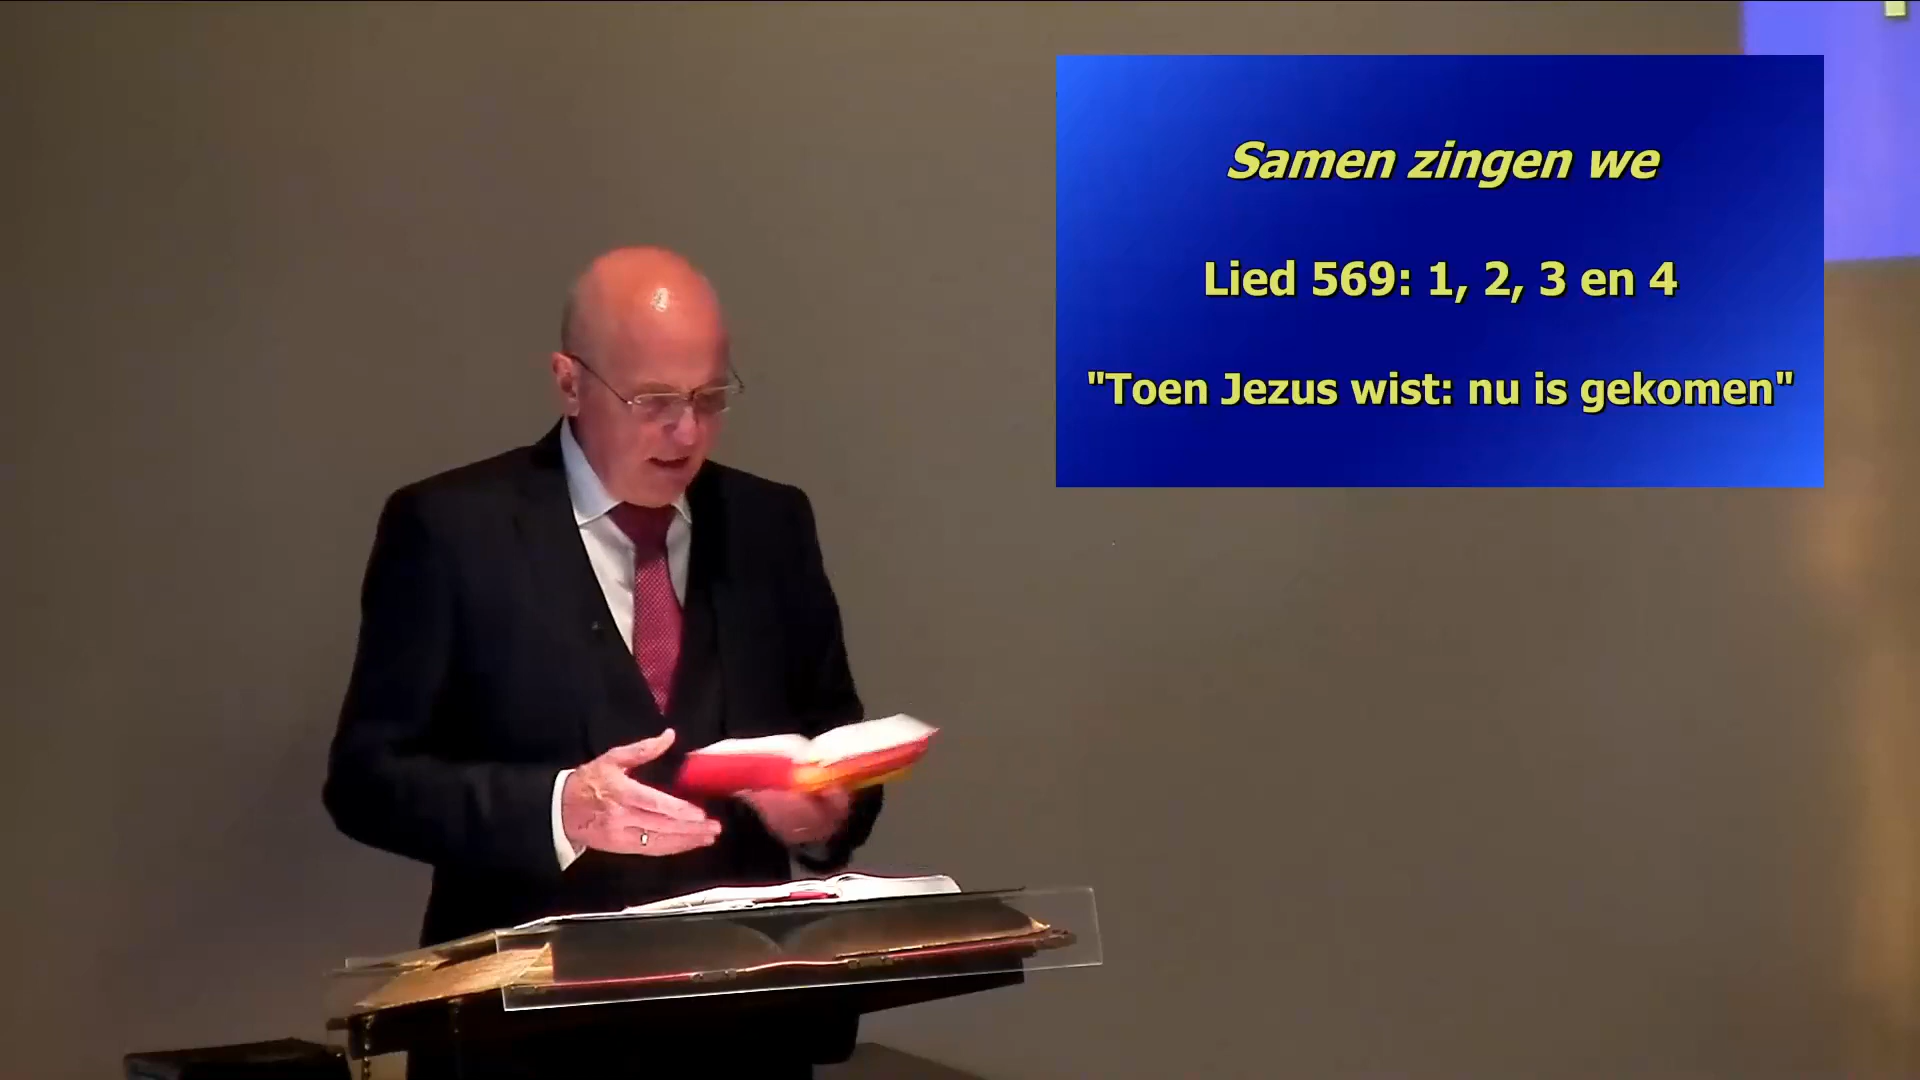 Samen zingen we
Lied 569: 1, 2, 3 en 4
"Toen Jezus wist: nu is gekomen"